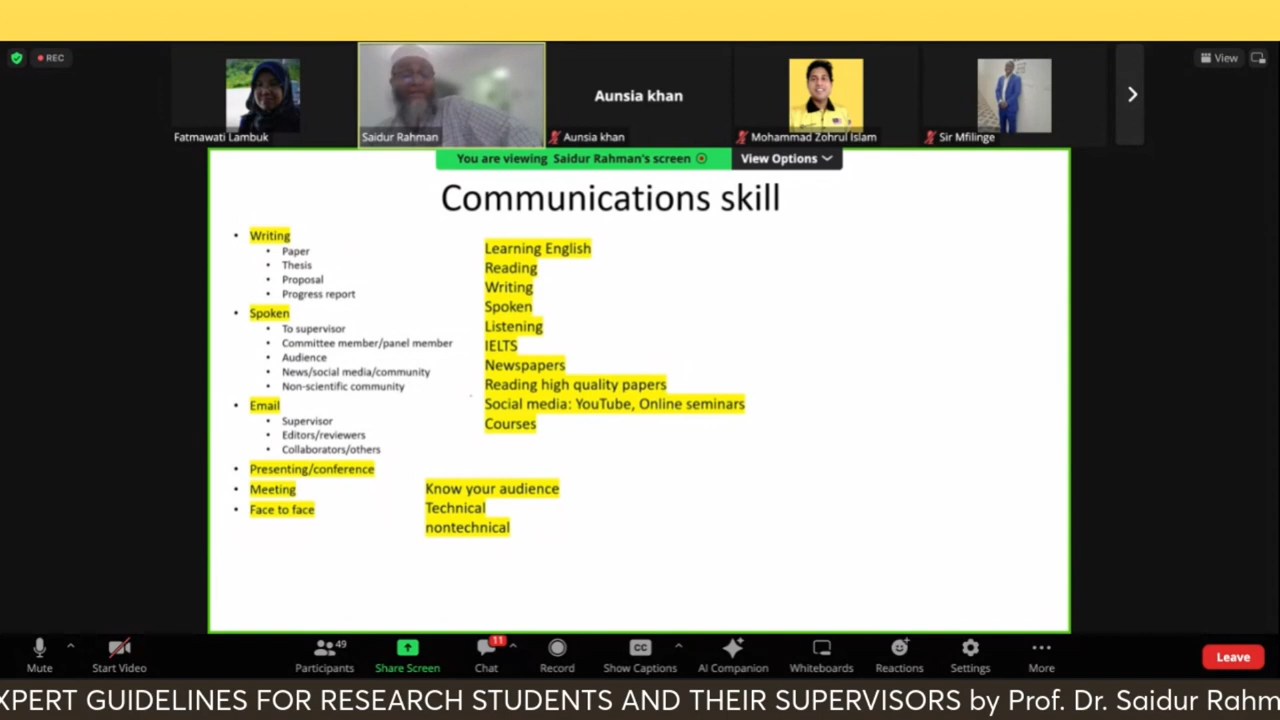 REC
View
Fatmawati Lambuk
Saidur Rahman
Aunsia khan
Aunsia khan
Mohammad Zohrul Islam
Sir Mfilinge
You are viewing Saidur Rahman's screen
View Options
Communications skill
• Writing
• Paper
• Thesis
• Proposal
• Progress report
• Spoken
• To supervisor
• Committee member/panel member
• Audience
• News/social media/community
• Non-scientific community
• Email
• Supervisor
• Editors/reviewers
• Collaborators/others
• Presenting/conference
• Meeting
• Face to face
Learning English
Reading
Writing
Spoken
Listening
IELTS
Newspapers
Reading high quality papers
Social media: YouTube, Online seminars
Courses
Know your audience
Technical
nontechnical
Mute
Start Video
49
Participants
Share Screen
11
Chat
Record
CC
Show Captions
AI Companion
Whiteboards
Reactions
Settings
More
Leave
XPERT GUIDELINES FOR RESEARCH STUDENTS AND THEIR SUPERVISORS by Prof. Dr. Saidur Rahm